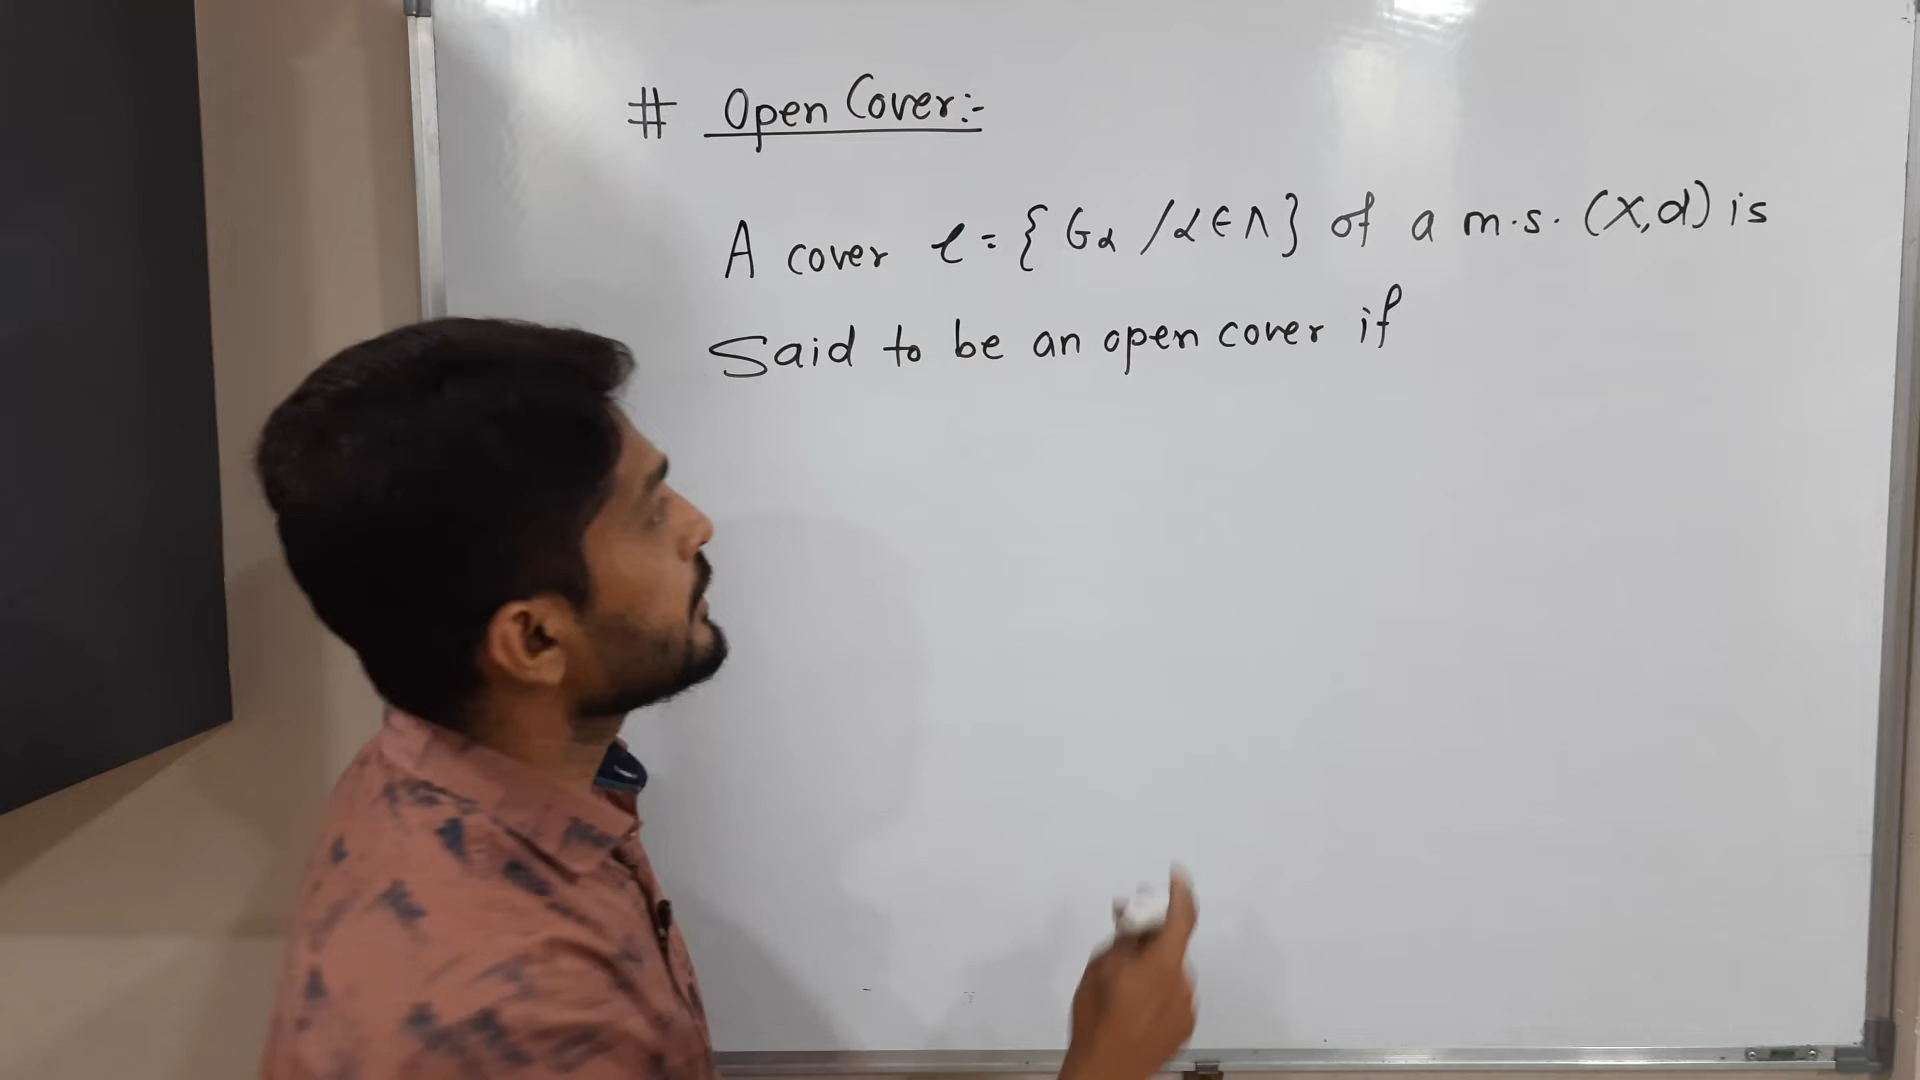 # Open Cover:-
A cover ℓ = { Gα / α ∈ Λ } of a m.s. (X,d) is
Said to be an open cover if